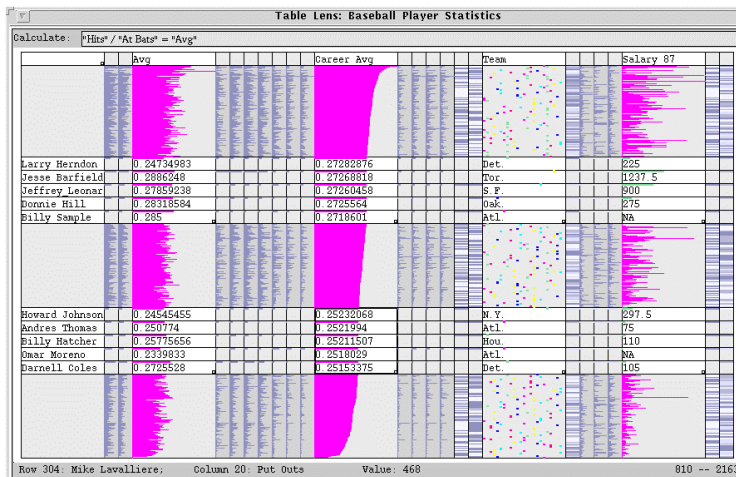 Table Lens: Baseball Player Statistics
Calculate: "Hits" / "At Bats" = "Avg"
Avg Career Avg Team Salary 87
Larry Herndon 0.24734983 0.27282876 Det. 225
Jesse Barfield 0.2886248 0.27268818 Tor. 1237.5
Jeffrey Leonar 0.27859238 0.27260458 S.F. 900
Donnie Hill 0.28318584 0.2725564 Oak. 275
Billy Sample 0.285 0.2718601 Atl. NA
Howard Johnson 0.24545455 0.25232068 N.Y. 297.5
Andres Thomas 0.250774 0.2521994 Atl. 75
Billy Hatcher 0.25775656 0.25211507 Hou. 110
Omar Moreno 0.2339833 0.2518029 Atl. NA
Darnell Coles 0.2725528 0.25153375 Det. 105
Row 304: Mike Lavalliere; Column 20: Put Outs Value: 468 810 -- 2163